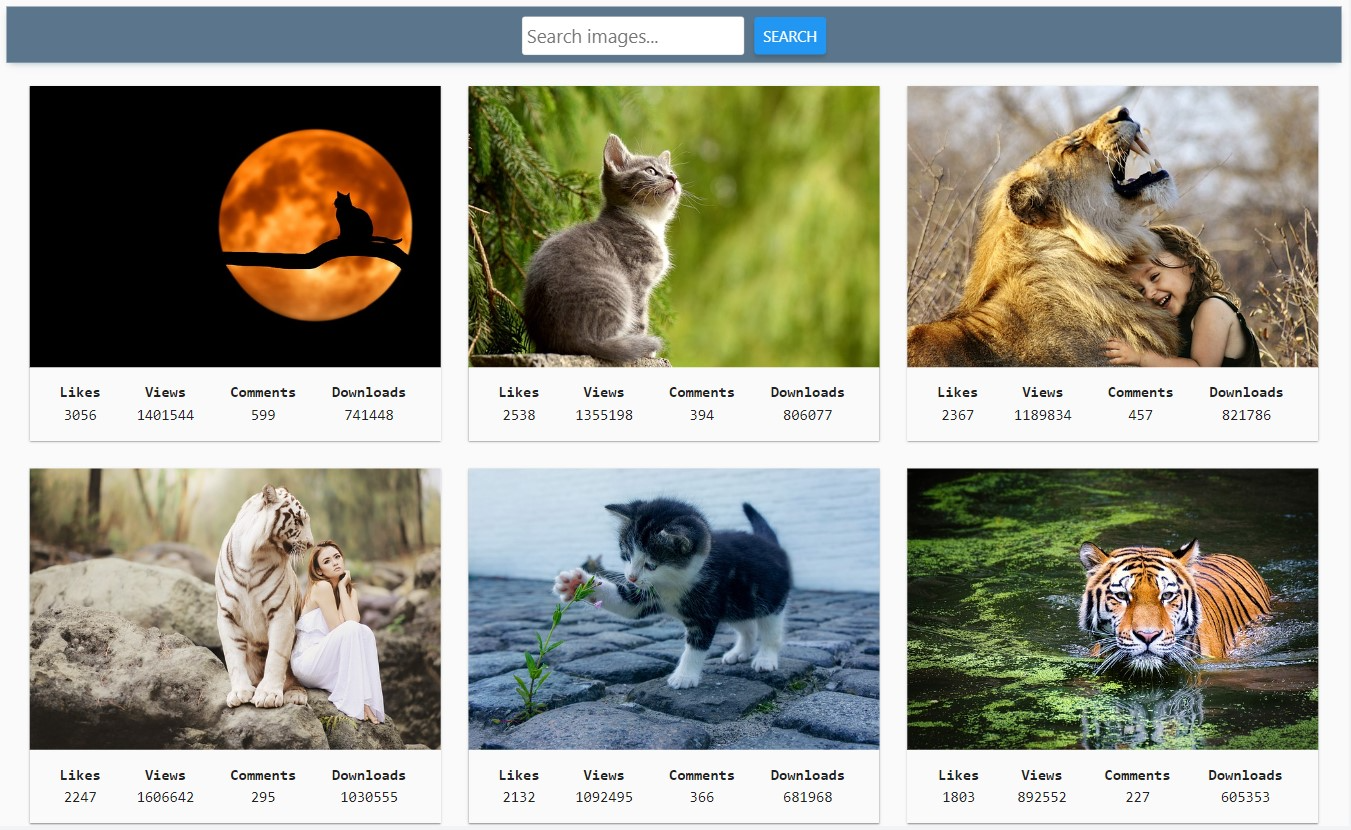 Search images...
SEARCH
Likes Views Comments Downloads
3056 1401544 599 741448
Likes Views Comments Downloads
2538 1355198 394 806077
Likes Views Comments Downloads
2367 1189834 457 821786
Likes Views Comments Downloads
2247 1606642 295 1030555
Likes Views Comments Downloads
2132 1092495 366 681968
Likes Views Comments Downloads
1803 892552 227 605353